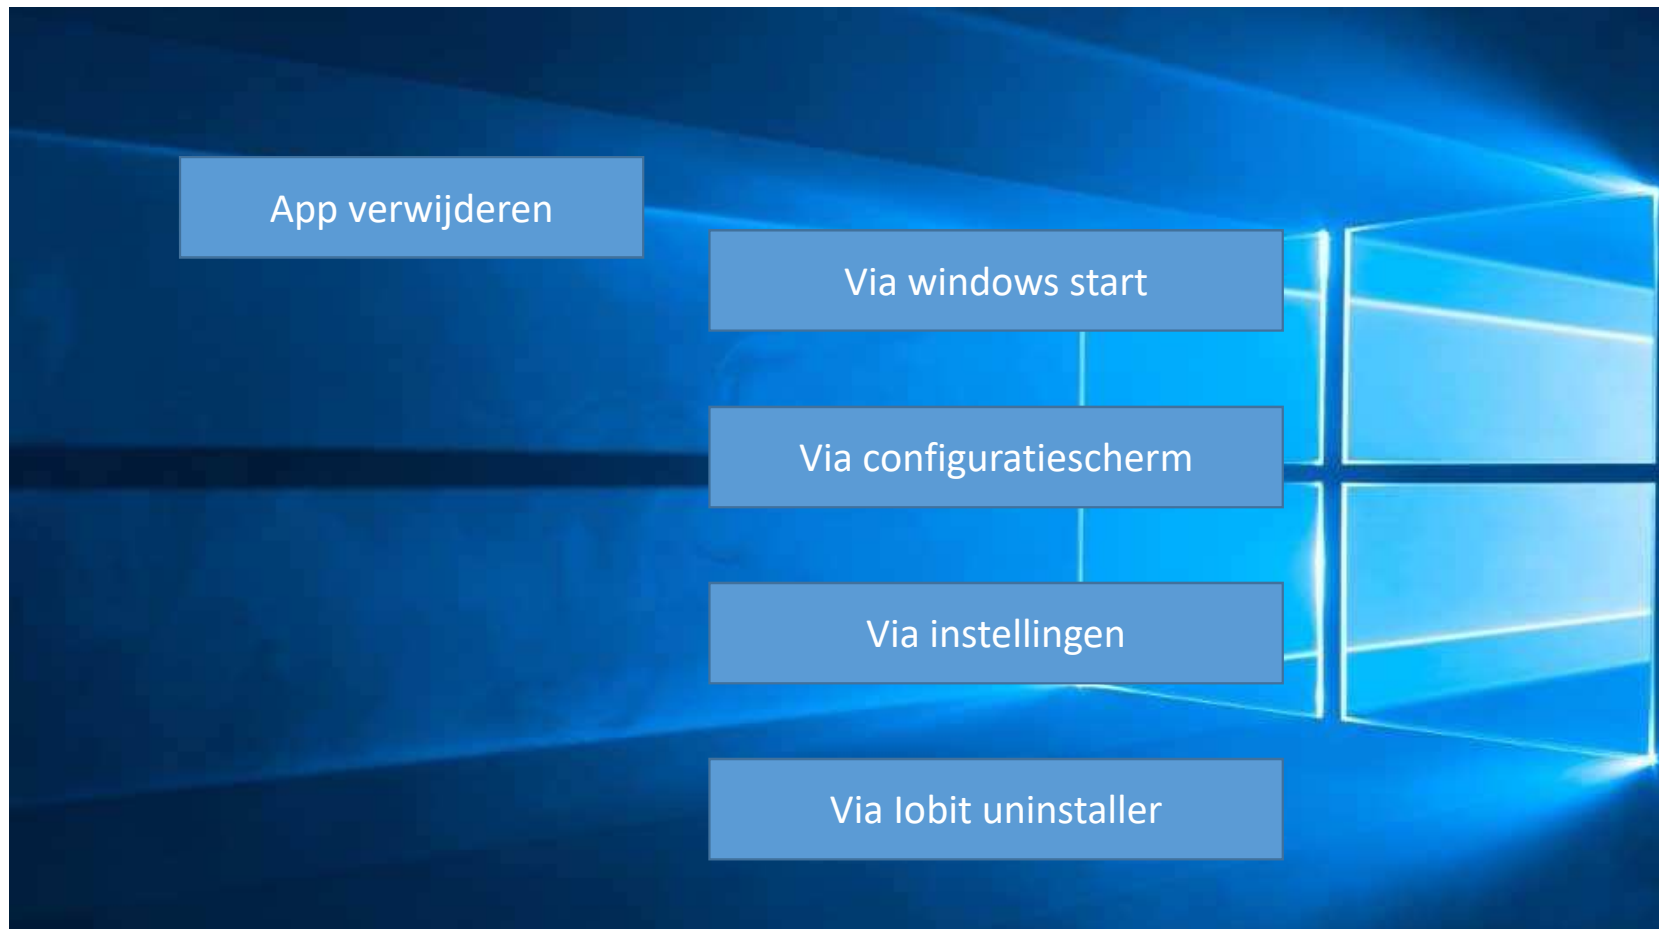 App verwijderen
Via windows start
Via configuratiescherm
Via instellingen
Via Iobit uninstaller